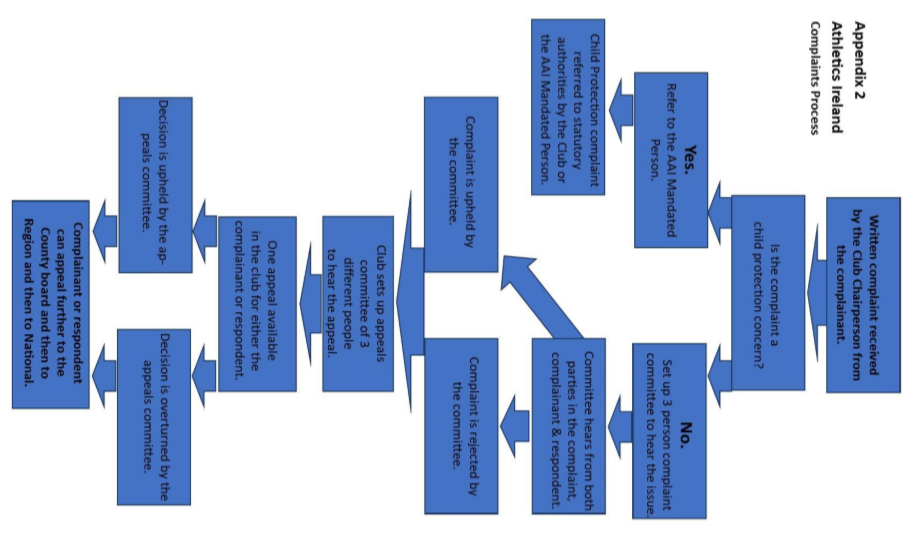 Appendix 2
Athletics Ireland
Complaints Process
Written complaint received
by the Club Chairperson from
the complainant.
Is the complaint a
child protection concern?
Yes.
Refer to the AAI Mandated
Person.
No.
Set up 3 person complaint
committee to hear the issue.
Child Protection complaint
referred to statutory
authorities by the Club or
the AAI Mandated Person.
Committee hears from both
parties in the complaint,
complainant & respondent.
Complaint is upheld by
the committee.
Complaint is rejected by
the committee.
Club sets up appeals
committee of 3
different people
to hear the appeal.
One appeal available
in the club for either the
complainant or respondent.
Decision is upheld by the ap-
peals committee.
Decision is overturned by the
appeals committee.
Complainant or respondent
can appeal further to the
County board and them to
Region and then to National.